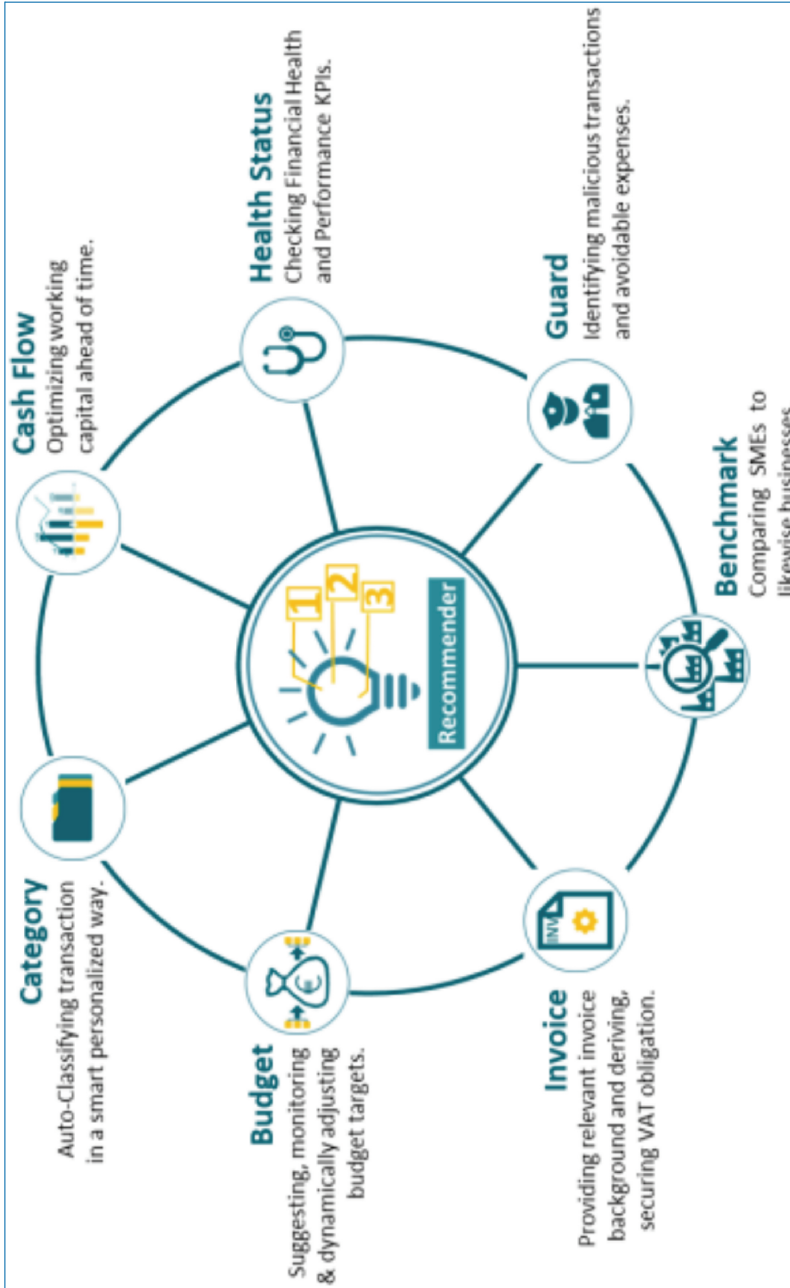 Category
Auto-Classifying transaction
in a smart personalized way.
Cash Flow
Optimizing working
capital ahead of time.
Budget
Suggesting, monitoring
& dynamically adjusting
budget targets.
Health Status
Checking Financial Health
and Performance KPIs.
1
2
3
Recommender
Invoice
Providing relevant invoice
background and deriving,
securing VAT obligation.
INV
Guard
Identifying malicious transactions
and avoidable expenses.
Benchmark
Comparing SMEs to
likewise businesses
€